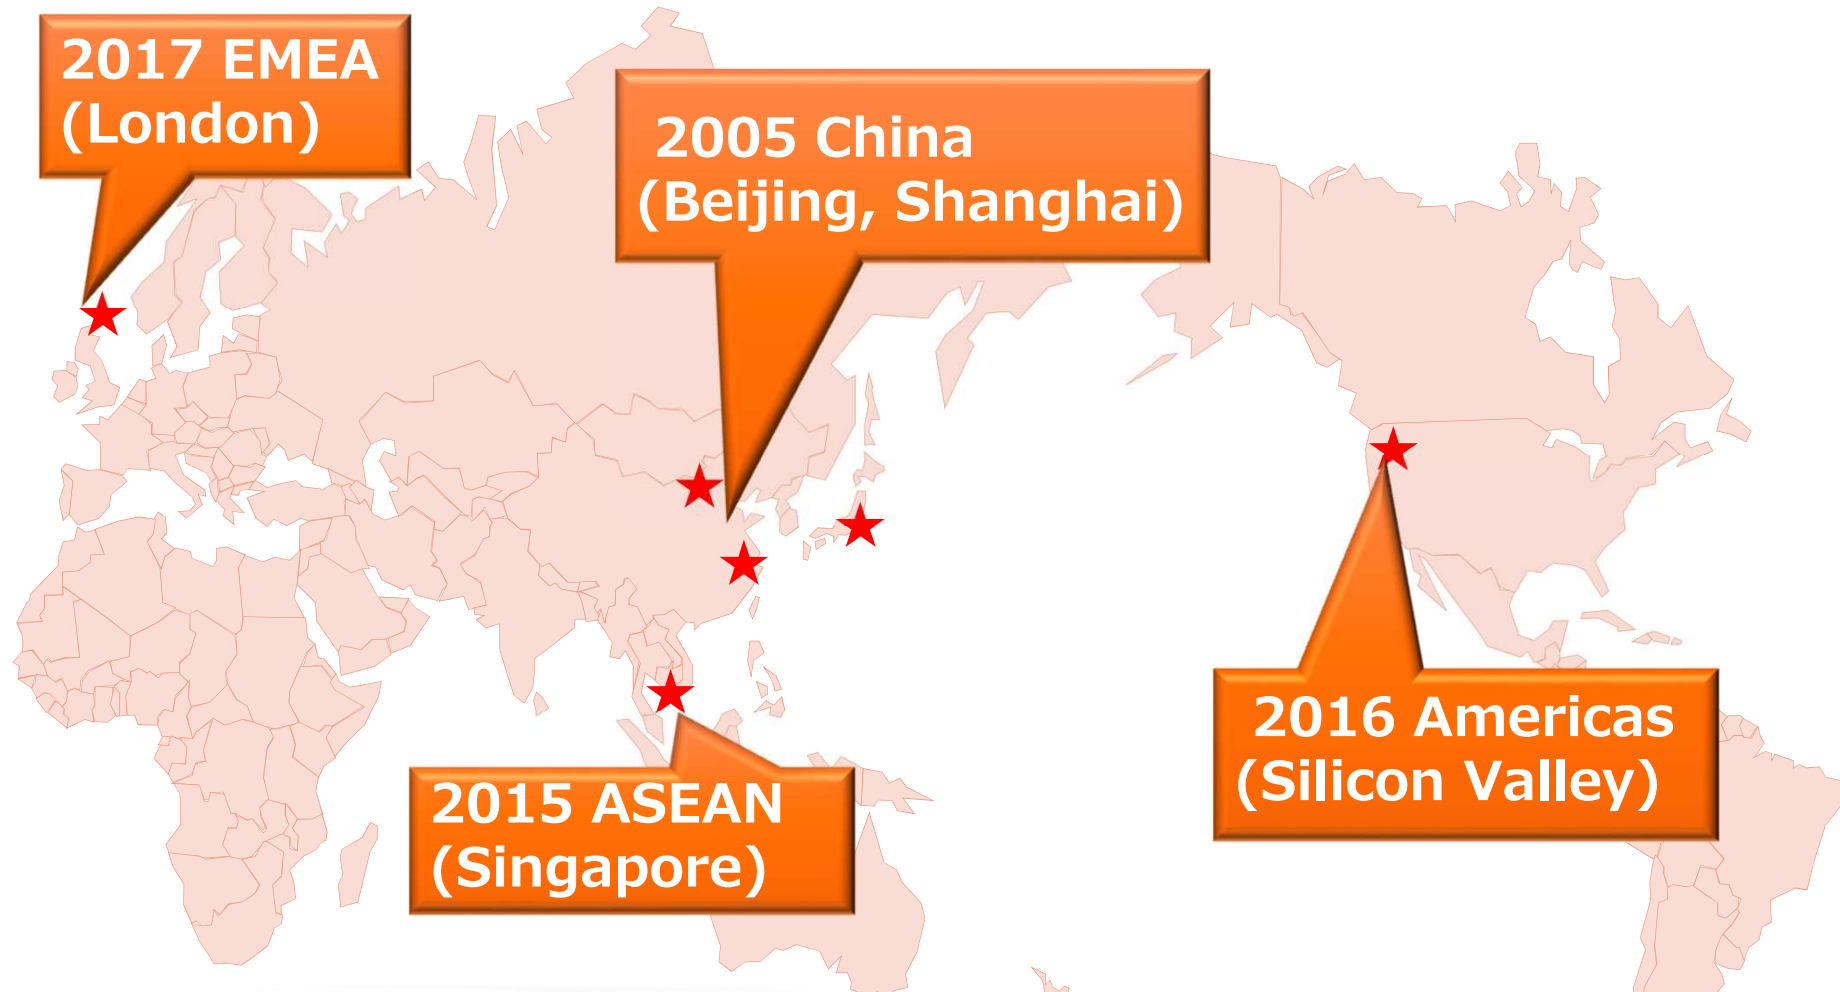 2017 EMEA
(London)
2005 China
(Beijing, Shanghai)
2015 ASEAN
(Singapore)
2016 Americas
(Silicon Valley)